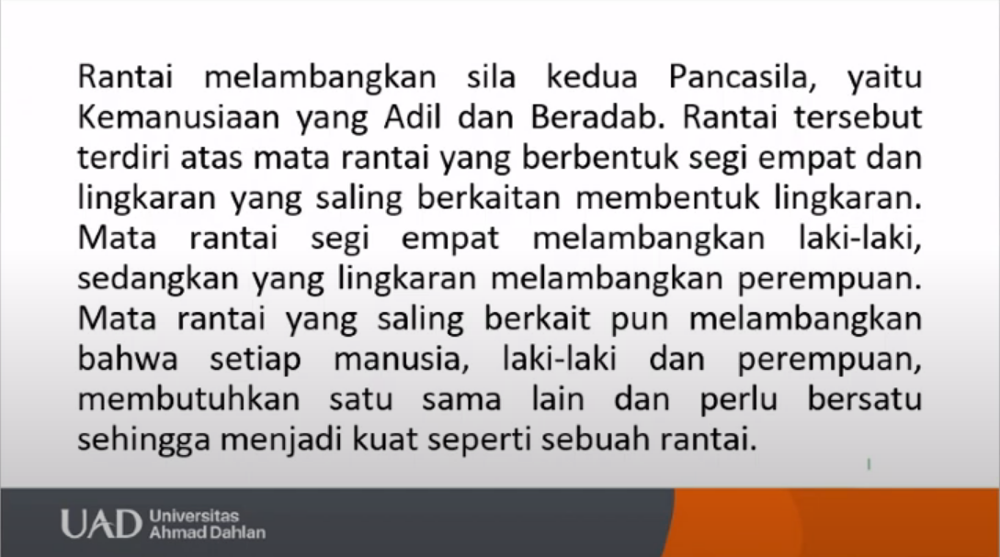 Rantai melambangkan sila kedua Pancasila, yaitu
Kemanusiaan yang Adil dan Beradab. Rantai tersebut
terdiri atas mata rantai yang berbentuk segi empat dan
lingkaran yang saling berkaitan membentuk lingkaran.
Mata rantai segi empat melambangkan laki-laki,
sedangkan yang lingkaran melambangkan perempuan.
Mata rantai yang saling berkait pun melambangkan
bahwa setiap manusia, laki-laki dan perempuan,
membutuhkan satu sama lain dan perlu bersatu
sehingga menjadi kuat seperti sebuah rantai.
UAD Universitas
Ahmad Dahlan